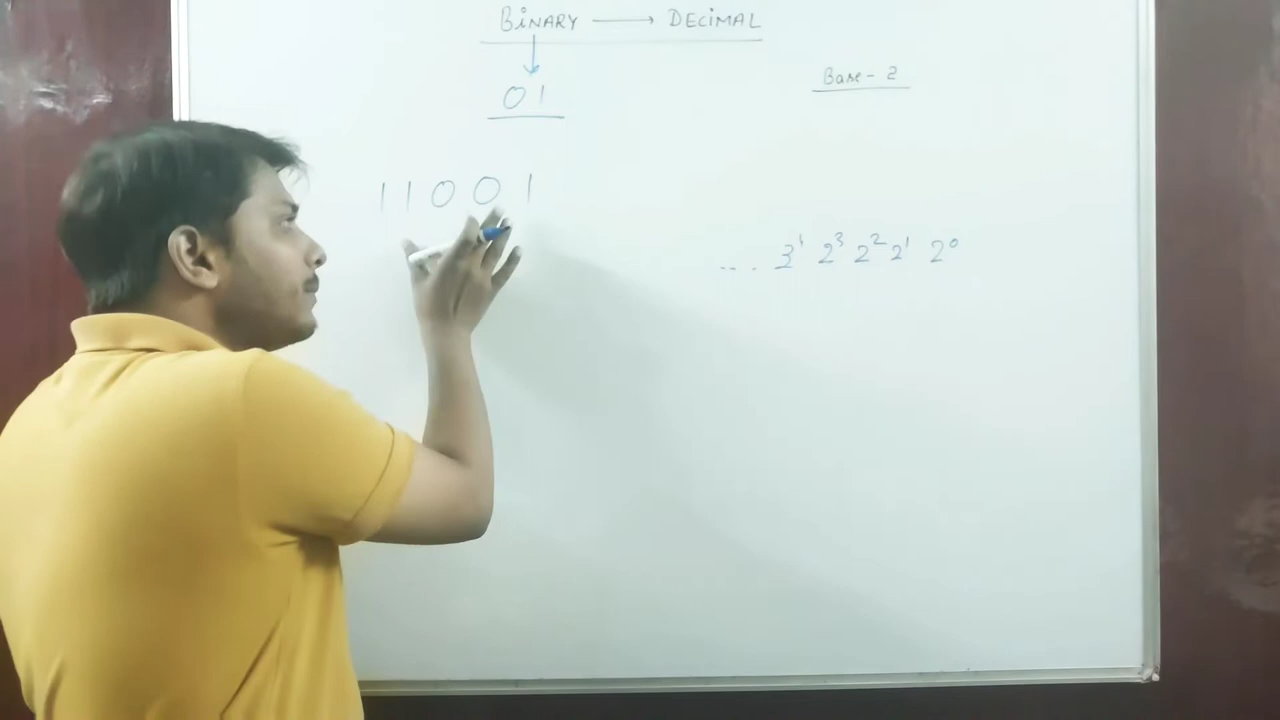 BiNARY → DECiMAL
Base-2
01
11001
.... 3¹ 2³ 2² 2¹ 2⁰